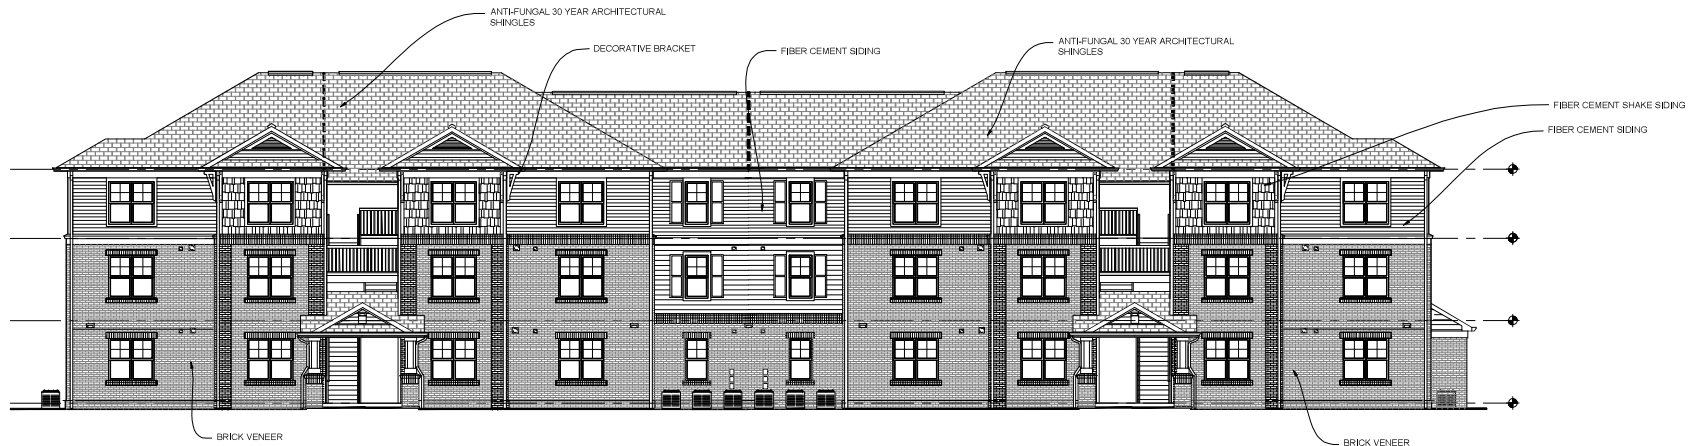 ANTI-FUNGAL 30 YEAR ARCHITECTURAL
SHINGLES
DECORATIVE BRACKET
FIBER CEMENT SIDING
ANTI-FUNGAL 30 YEAR ARCHITECTURAL
SHINGLES
FIBER CEMENT SHAKE SIDING
FIBER CEMENT SIDING
BRICK VENEER
BRICK VENEER